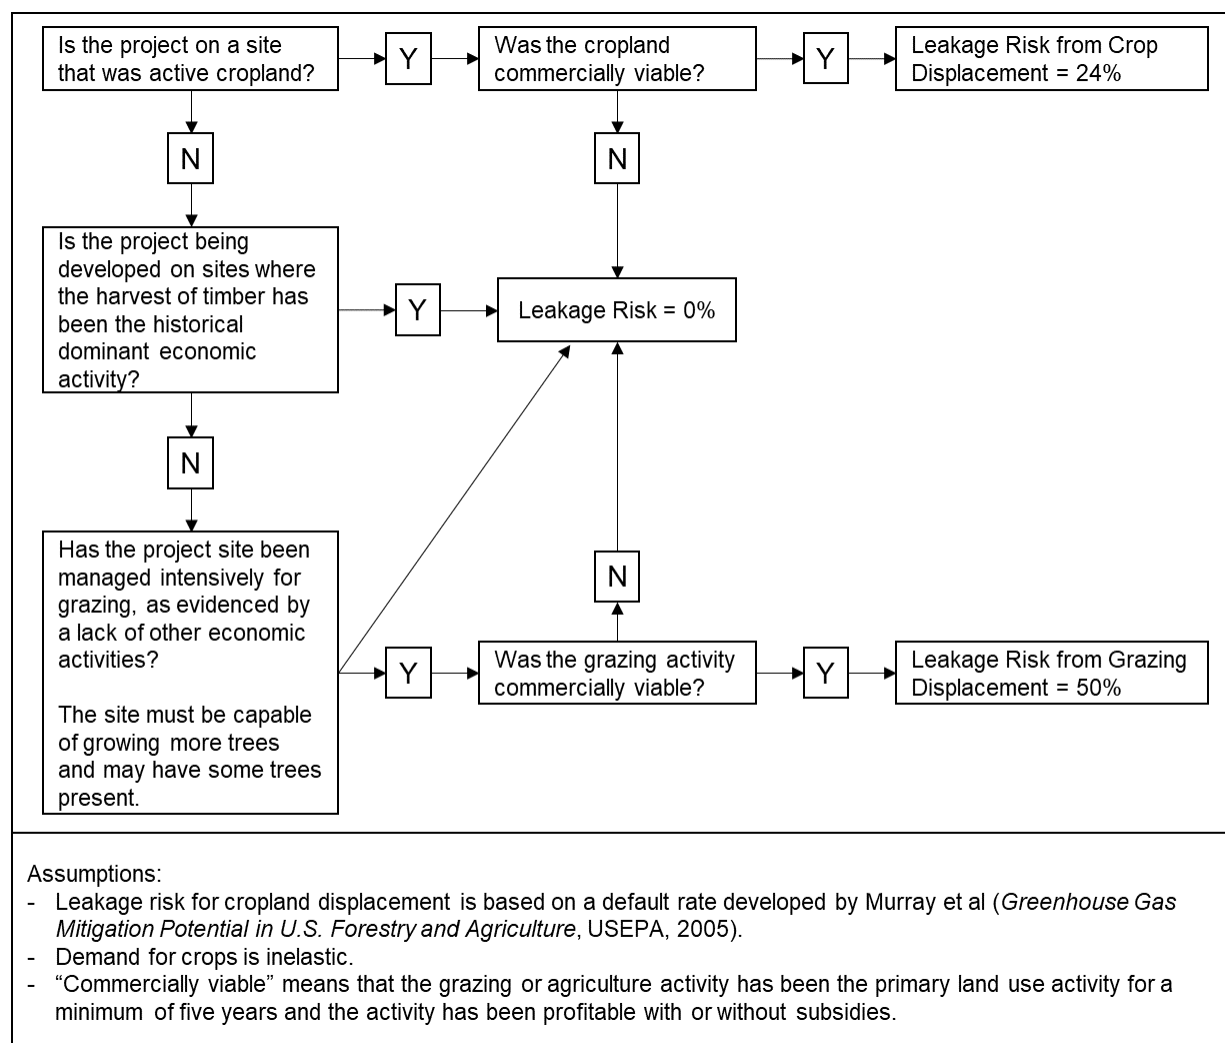 Is the project on a site
that was active cropland?
Y
Was the cropland
commercially viable?
Y
Leakage Risk from Crop
Displacement = 24%
N
N
Is the project being
developed on sites where
the harvest of timber has
been the historical
dominant economic
activity?
Y
Leakage Risk = 0%
N
Has the project site been
managed intensively for
grazing, as evidenced by
a lack of other economic
activities?
The site must be capable
of growing more trees
and may have some trees
present.
N
Y
Was the grazing activity
commercially viable?
Y
Leakage Risk from Grazing
Displacement = 50%
Assumptions:
- Leakage risk for cropland displacement is based on a default rate developed by Murray et al (Greenhouse Gas
Mitigation Potential in U.S. Forestry and Agriculture, USEPA, 2005).
- Demand for crops is inelastic.
- “Commercially viable” means that the grazing or agriculture activity has been the primary land use activity for a
minimum of five years and the activity has been profitable with or without subsidies.